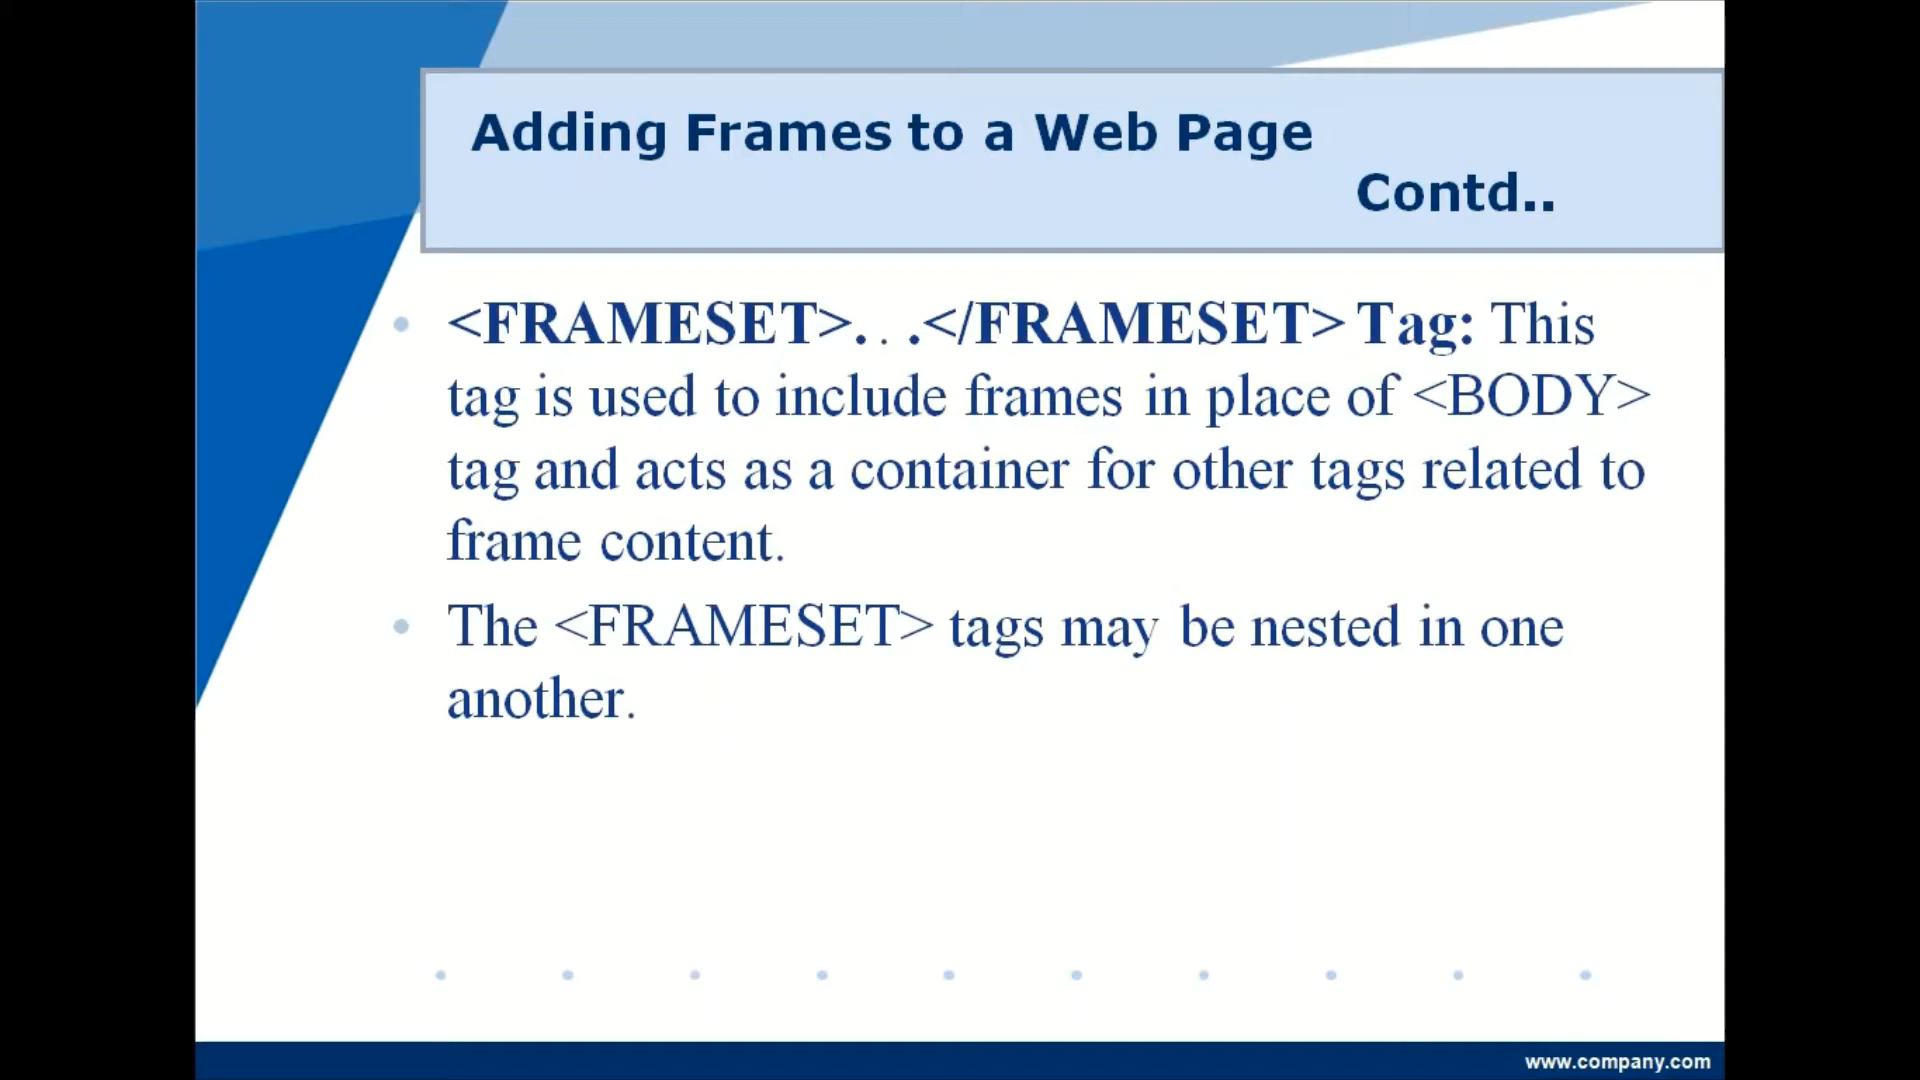 Adding Frames to a Web Page
Contd..
<FRAMESET>. . .</FRAMESET> Tag: This
tag is used to include frames in place of <BODY>
tag and acts as a container for other tags related to
frame content.
The <FRAMESET> tags may be nested in one
another.
www.company.com